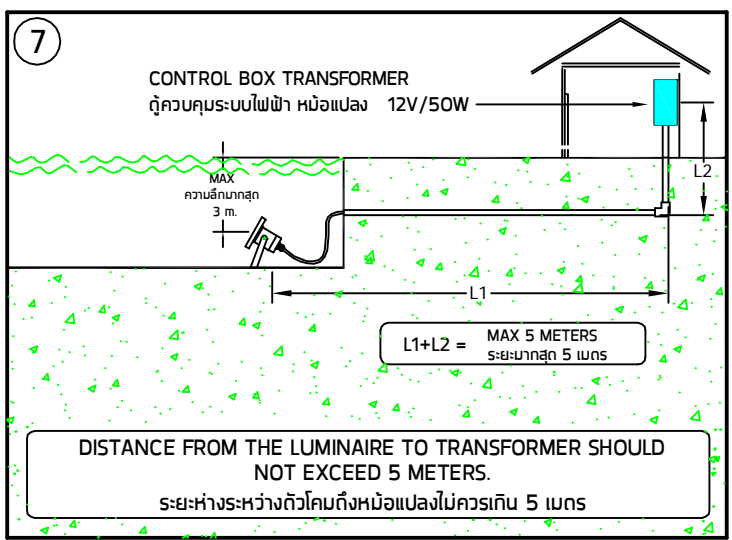 7
CONTROL BOX TRANSFORMER
ตู้ควบคุมระบบไฟฟ้า หม้อแปลง 12V/50W
L2
MAX
ความลึกมากสุด
3 m.
L1
L1+L2 = MAX 5 METERS
ระยะมากสุด 5 เมตร
DISTANCE FROM THE LUMINAIRE TO TRANSFORMER SHOULD
NOT EXCEED 5 METERS.
ระยะห่างระหว่างตัวโคมถึงหม้อแปลงไม่ควรเกิน 5 เมตร